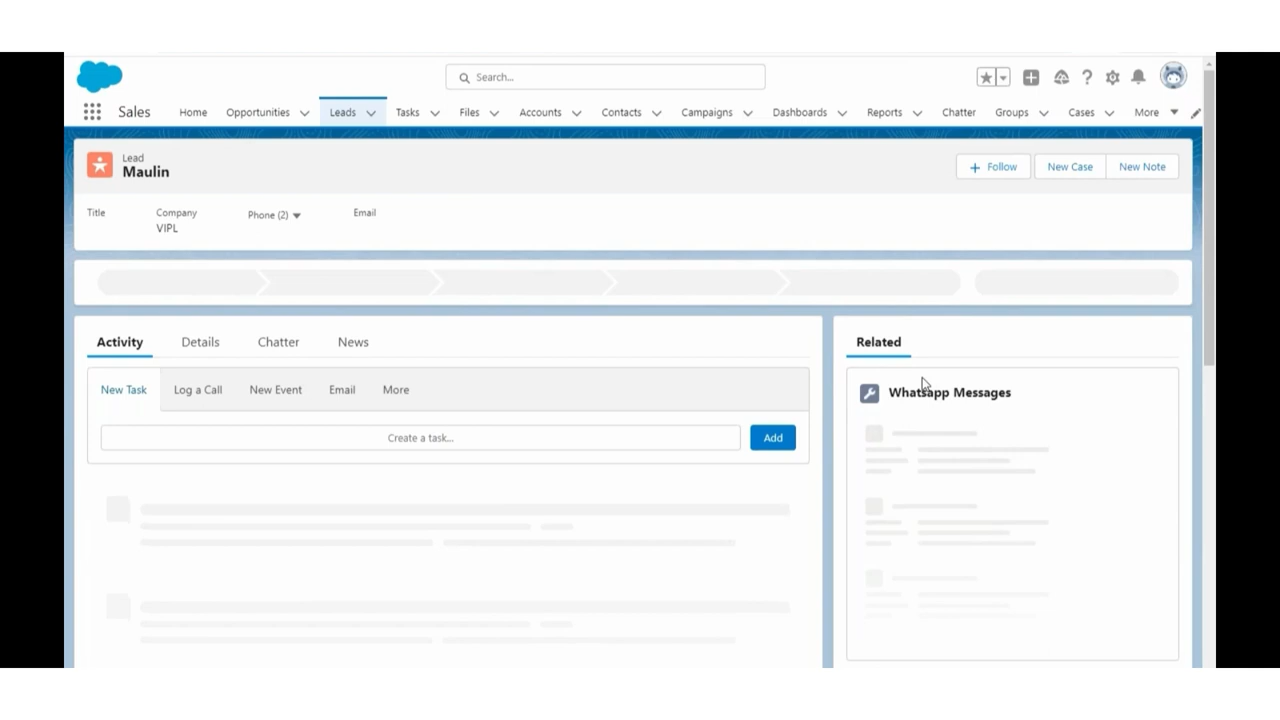 Search...
Sales Home Opportunities Leads Tasks Files Accounts Contacts Campaigns Dashboards Reports Chatter Groups Cases More
Lead
Maulin
+ Follow New Case New Note
Title Company Phone (2) Email
VIPL
Activity Details Chatter News
New Task Log a Call New Event Email More
Create a task... Add
Related
Whatsapp Messages